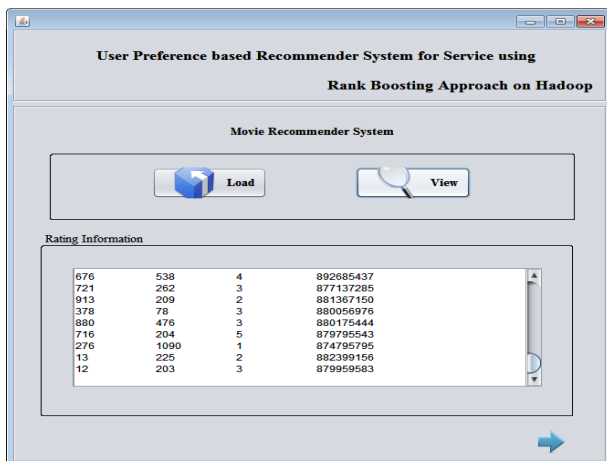 User Preference based Recommender System for Service using
Rank Boosting Approach on Hadoop
Movie Recommender System
Load View
Rating Information
676 538 4 892685437
721 262 3 877137285
913 209 2 881367150
378 78 3 880056976
880 476 3 880175444
716 204 5 879795543
276 1090 1 874795795
13 225 2 882399156
12 203 3 879959583